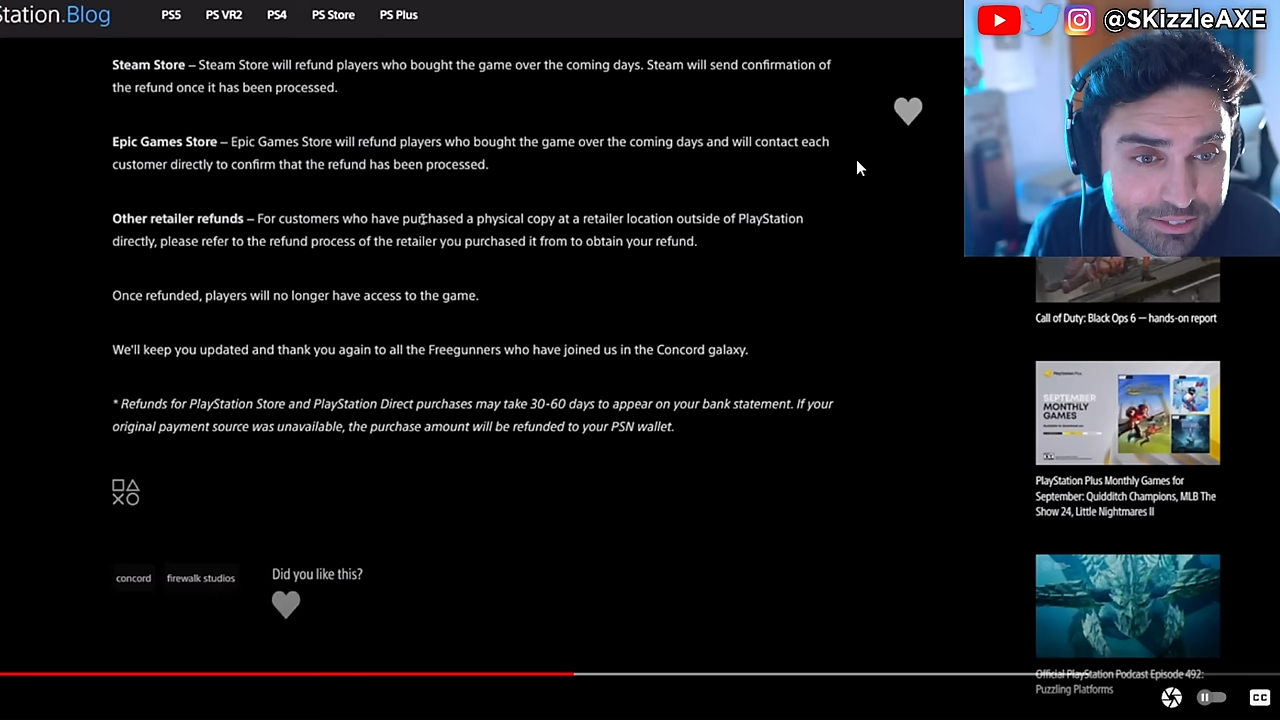 Station.Blog
PS5 PS VR2 PS4 PS Store PS Plus
@SKizzleAXE
Steam Store – Steam Store will refund players who bought the game over the coming days. Steam will send confirmation of
the refund once it has been processed.
Epic Games Store – Epic Games Store will refund players who bought the game over the coming days and will contact each
customer directly to confirm that the refund has been processed.
Other retailer refunds – For customers who have purchased a physical copy at a retailer location outside of PlayStation
directly, please refer to the refund process of the retailer you purchased it from to obtain your refund.
Once refunded, players will no longer have access to the game.
We'll keep you updated and thank you again to all the Freegunners who have joined us in the Concord galaxy.
* Refunds for PlayStation Store and PlayStation Direct purchases may take 30-60 days to appear on your bank statement. If your
original payment source was unavailable, the purchase amount will be refunded to your PSN wallet.
concord firewalk studios
Did you like this?
Call of Duty: Black Ops 6 — hands-on report
PlayStation Plus
SEPTEMBER
MONTHLY
GAMES
PlayStation Plus Monthly Games for
September: Quidditch Champions, MLB The
Show 24, Little Nightmares II
Official PlayStation Podcast Episode 492:
Puzzling Platforms
CC